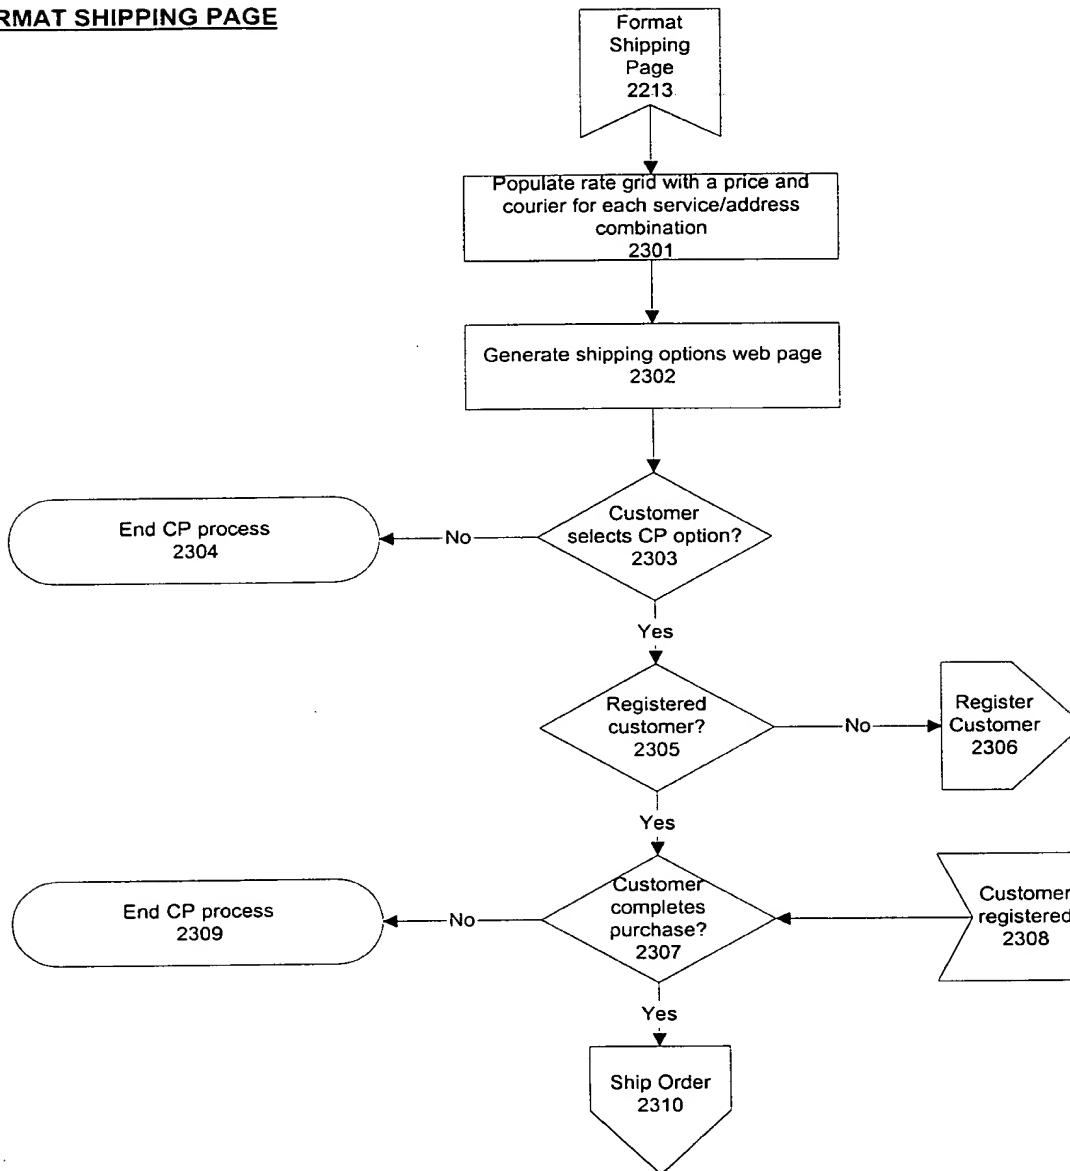 RMAT SHIPPING PAGE
Format
Shipping
Page
2213
Populate rate grid with a price and
courier for each service/address
combination
2301
Generate shipping options web page
2302
Customer
selects CP option?
2303
No
End CP process
2304
Yes
Registered
customer?
2305
No
Register
Customer
2306
Yes
Customer
completes
purchase?
2307
Customer
registered
2308
No
End CP process
2309
Yes
Ship Order
2310